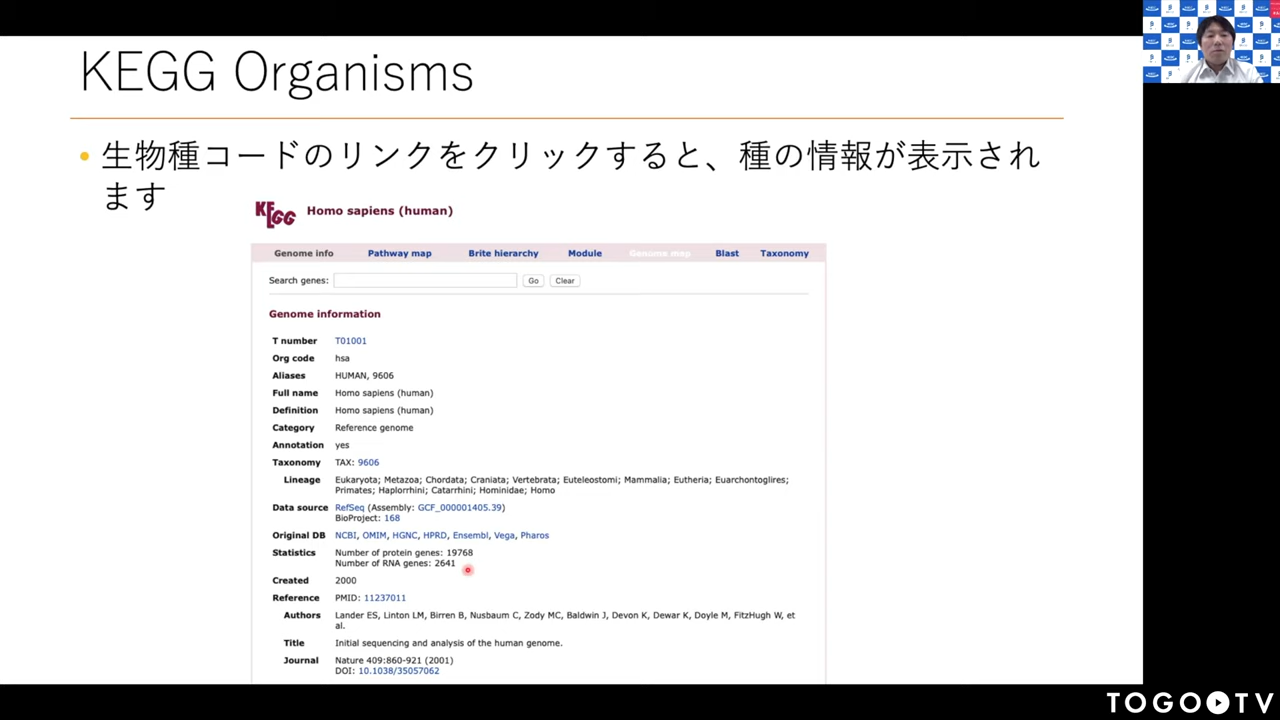 KEGG Organisms
• 生物種コードのリンクをクリックすると、種の情報が表示され
ます
KEGG Homo sapiens (human)
Genome info Pathway map Brite hierarchy Module Genome map Blast Taxonomy
Search genes: Go Clear
Genome information
T number T01001
Org code hsa
Aliases HUMAN, 9606
Full name Homo sapiens (human)
Definition Homo sapiens (human)
Category Reference genome
Annotation yes
Taxonomy TAX: 9606
Lineage Eukaryota; Metazoa; Chordata; Craniata; Vertebrata; Euteleostomi; Mammalia; Eutheria; Euarchontoglires;
Primates; Haplorrhini; Catarrhini; Hominidae; Homo
Data source RefSeq (Assembly: GCF_000001405.39)
BioProject: 168
Original DB NCBI, OMIM, HGNC, HPRD, Ensembl, Vega, Pharos
Statistics Number of protein genes: 19768
Number of RNA genes: 2641
Created 2000
Reference PMID: 11237011
Authors Lander ES, Linton LM, Birren B, Nusbaum C, Zody MC, Baldwin J, Devon K, Dewar K, Doyle M, FitzHugh W, et
al.
Title Initial sequencing and analysis of the human genome.
Journal Nature 409:860-921 (2001)
DOI: 10.1038/35057062
TOGO TV